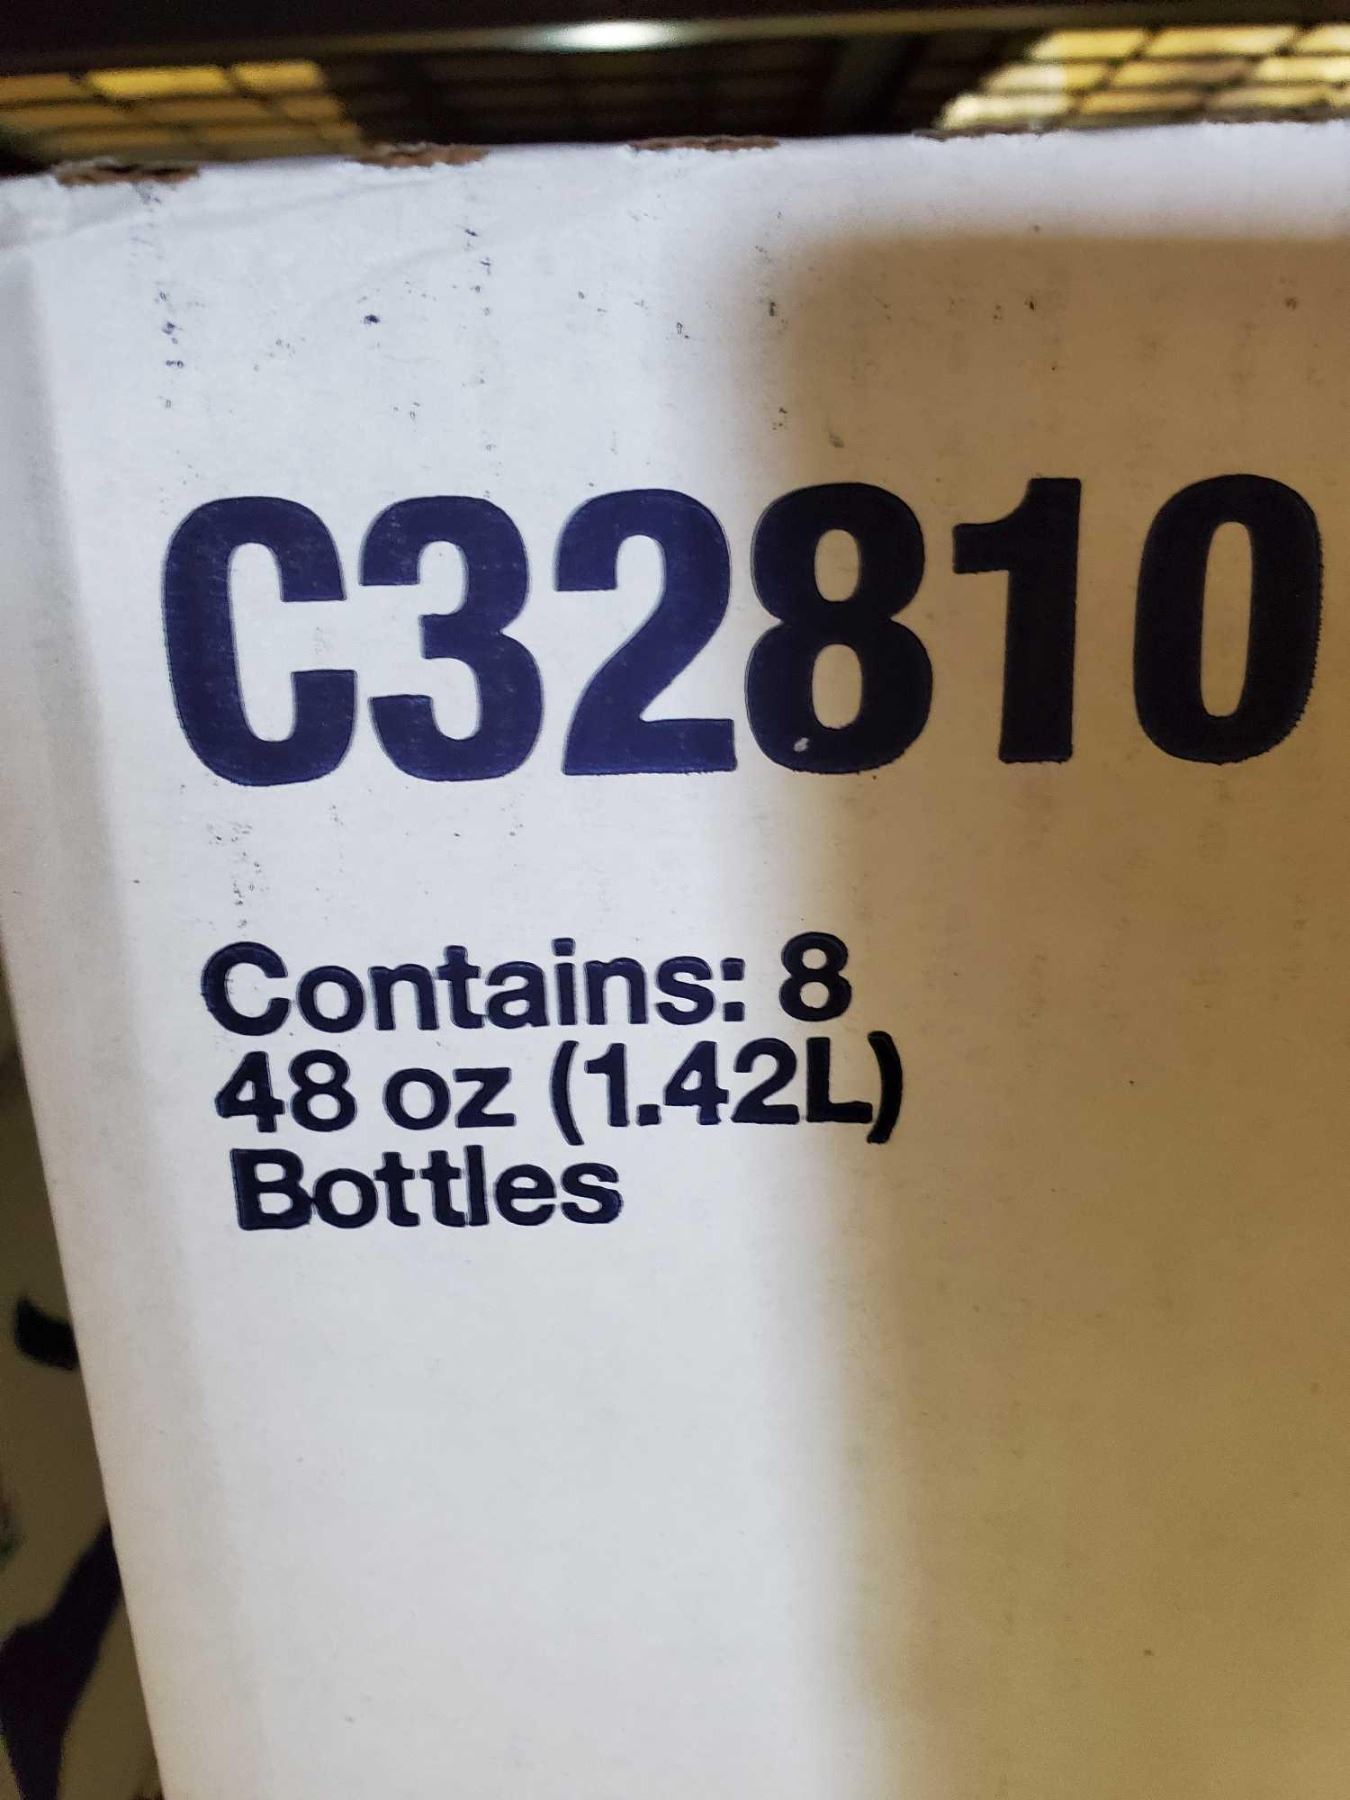 C32810
Contains: 8
48 oz (1.42L)
Bottles